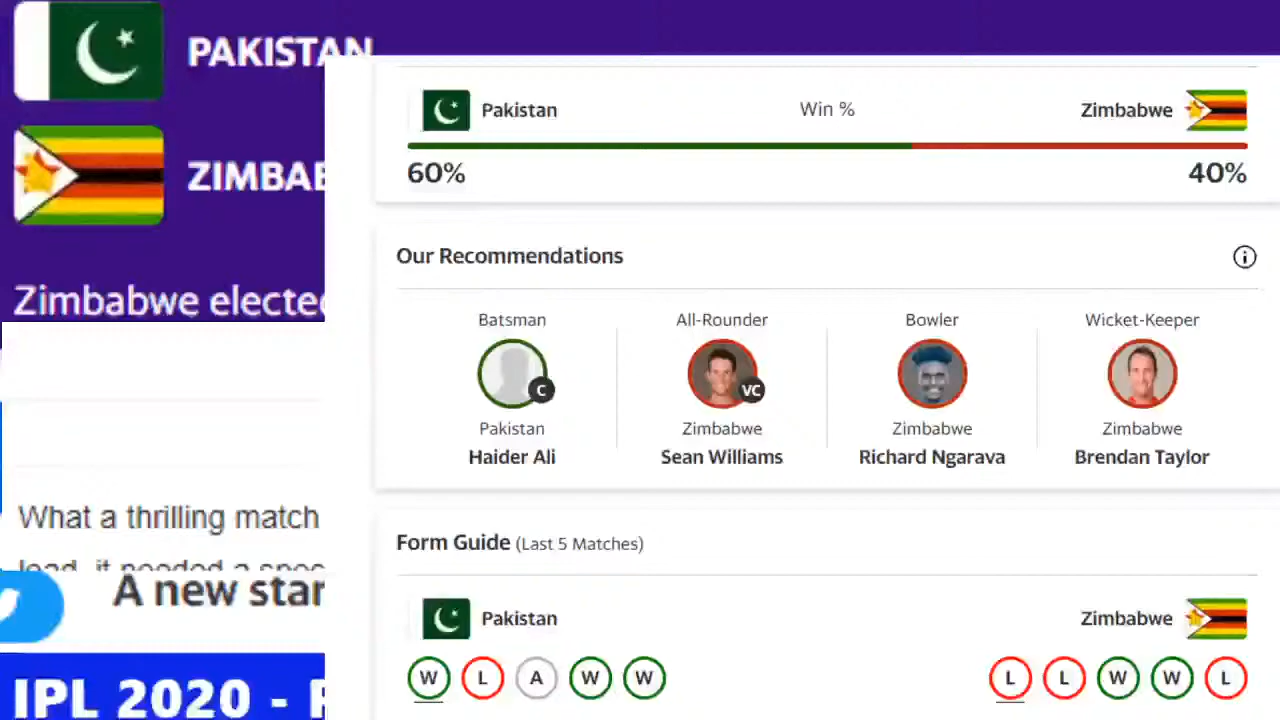 PAKISTAN
ZIMBAB
Zimbabwe elected
What a thrilling match
A new star
IPL 2020 -
Pakistan Win % Zimbabwe
60% 40%
Our Recommendations
Batsman All-Rounder Bowler Wicket-Keeper
C VC
Pakistan Zimbabwe Zimbabwe Zimbabwe
Haider Ali Sean Williams Richard Ngarava Brendan Taylor
Form Guide (Last 5 Matches)
Pakistan Zimbabwe
W L A W W L L W W L